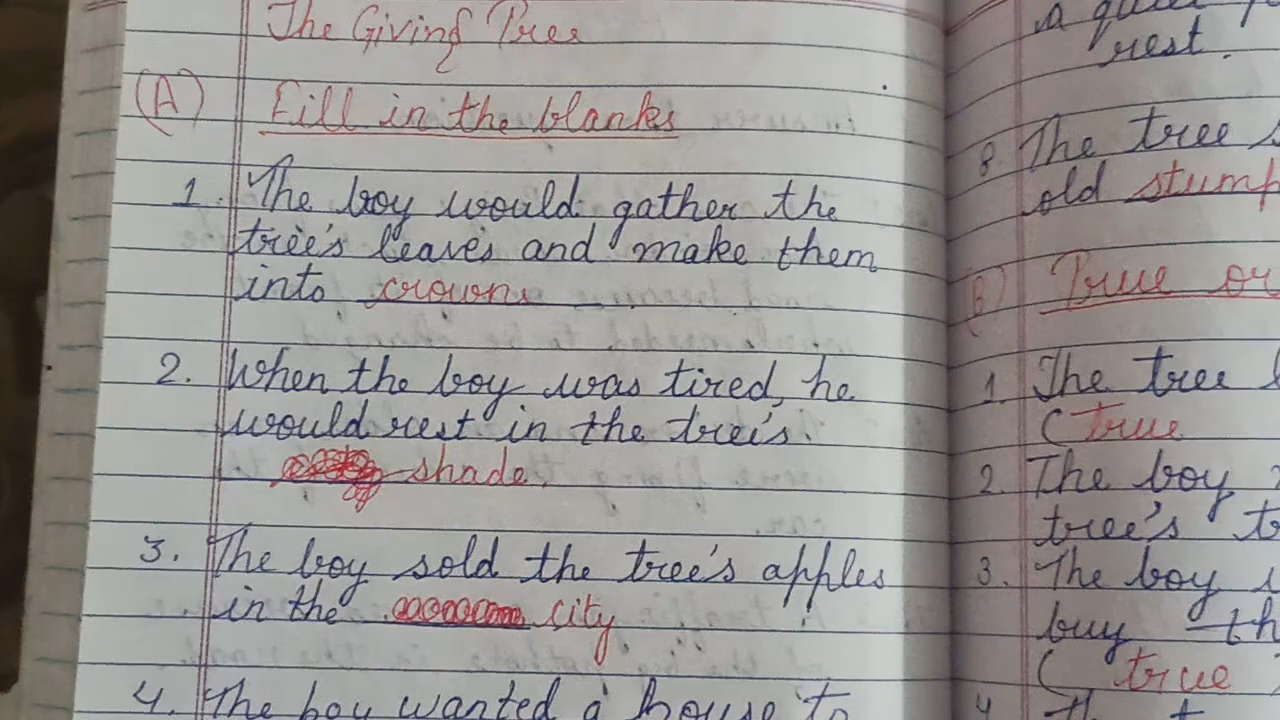 The Giving Tree
(A) Fill in the blanks
1. The boy would gather the
tree's leaves and make them
into crowns
2. When the boy was tired, he
would rest in the tree's.
shade.
3. The boy sold the tree's apples
in the city
4. The boy wanted a house to
a quiet
rest.
8 The tree
old stump
(B) True or
1. The tree
(true
2. The boy
tree's
3. The boy
buy
( true
4